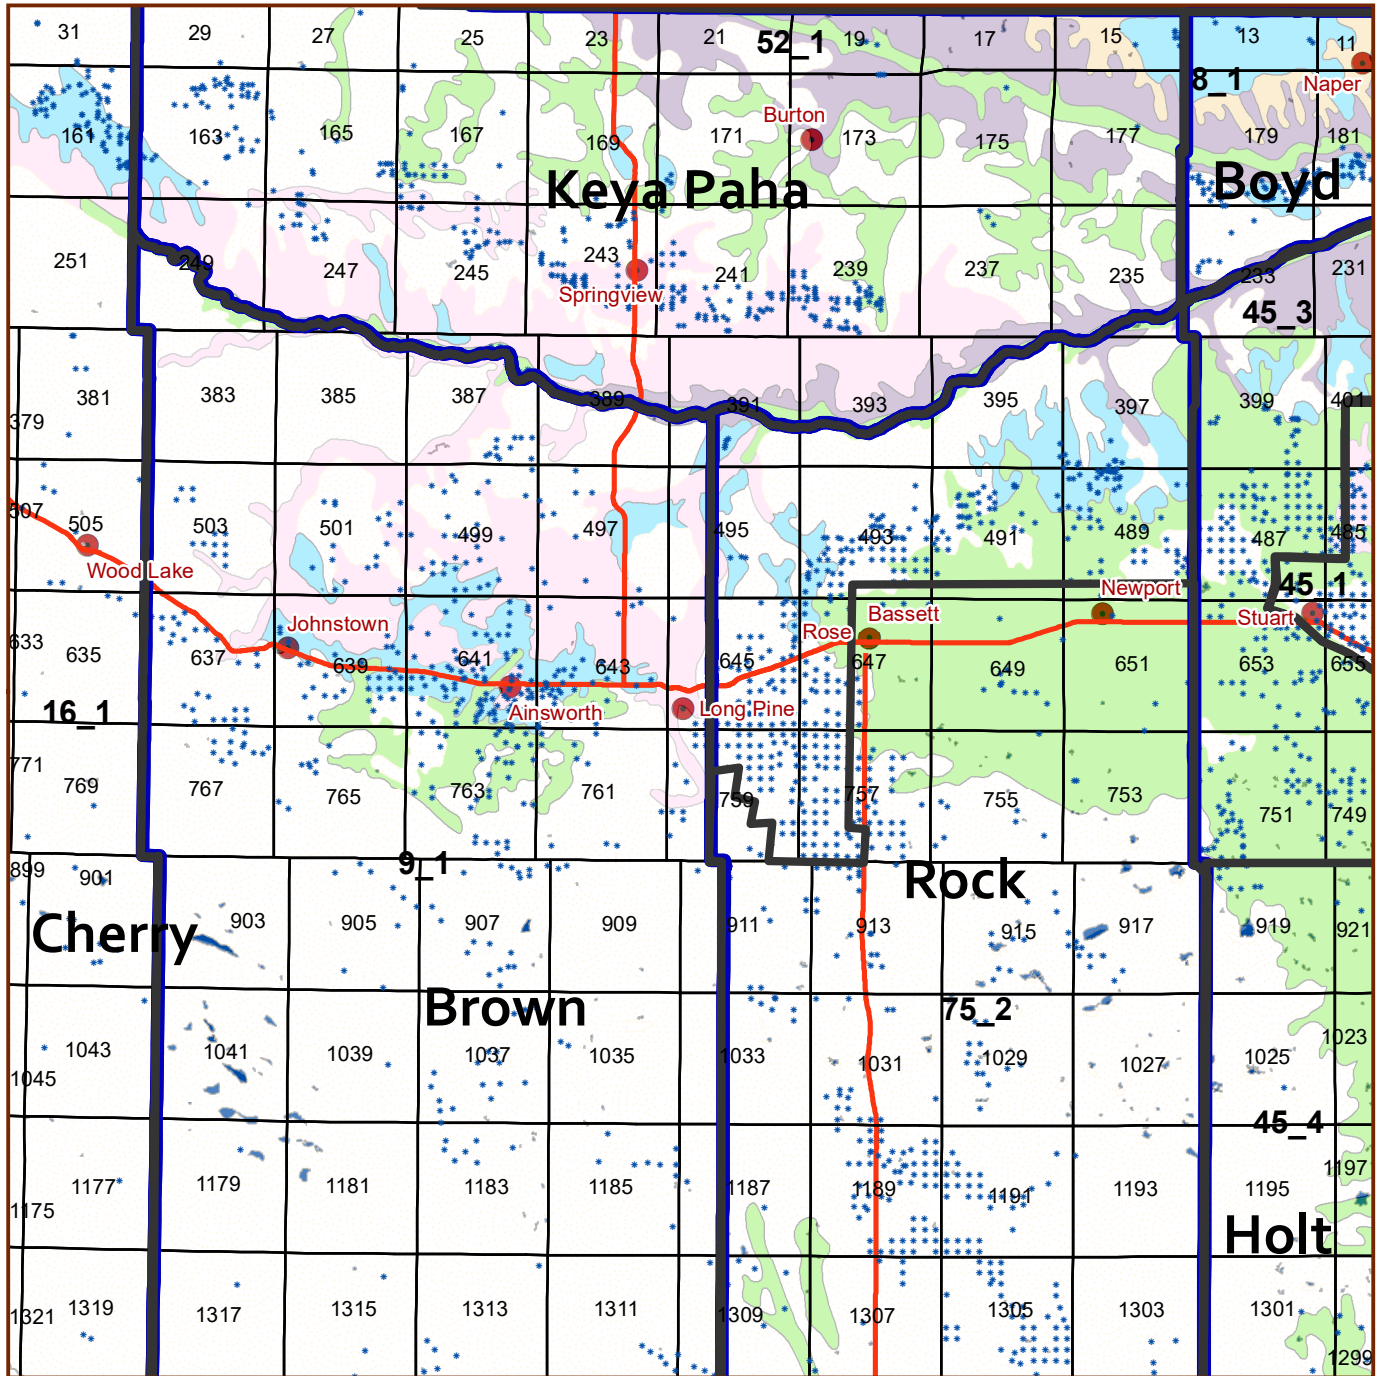 31 29 27 25 23 21 52_1 19 17 15 13 11
8_1
Naper
Burton
161 163 165 167 169 171 173 175 177 179 181
Keya Paha
Boyd
251 249 247 245 243 241 239 237 235 233 231
Springview
45_3
381 383 385 387 389 391 393 395 397 399 401
379
507 505 503 501 499 497 495 493 491 489 487 485
Wood Lake
45_1
Newport
Johnstown
Rose Bassett
Stuart
633 635 637 639 641 643 645 647 649 651 653 655
16_1
Ainsworth
Long Pine
771 769 767 765 763 761 759 757 755 753 751 749
9_1
Rock
899 901 903 905 907 909 911 913 915 917 919 921
Cherry
Brown
75_2
1045 1043 1041 1039 1037 1035 1033 1031 1029 1027 1025 1023
45_4
1175 1177 1179 1181 1183 1185 1187 1189 1191 1193 1195 1197
Holt
1321 1319 1317 1315 1313 1311 1309 1307 1305 1303 1301 1299